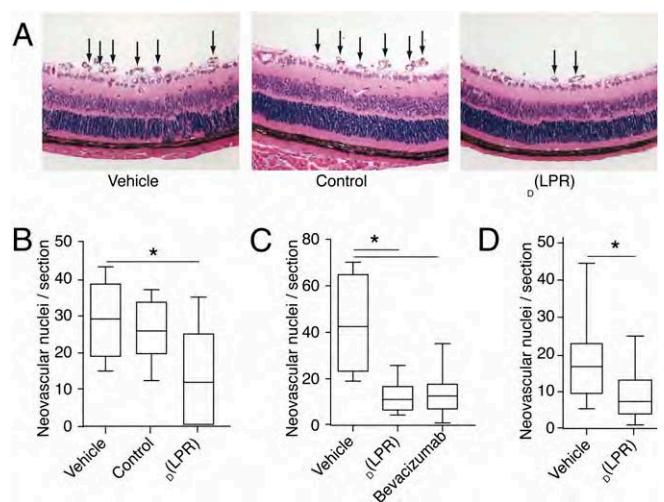 A
Vehicle
Control
D(LPR)
B
Neovascular nuclei / section
50
40
30
20
10
0
*
Vehicle
Control
D(LPR)
C
Neovascular nuclei / section
80
60
40
20
0
*
Vehicle
D(LPR)
Bevacizumab
D
Neovascular nuclei / section
50
40
30
20
10
0
*
Vehicle
D(LPR)